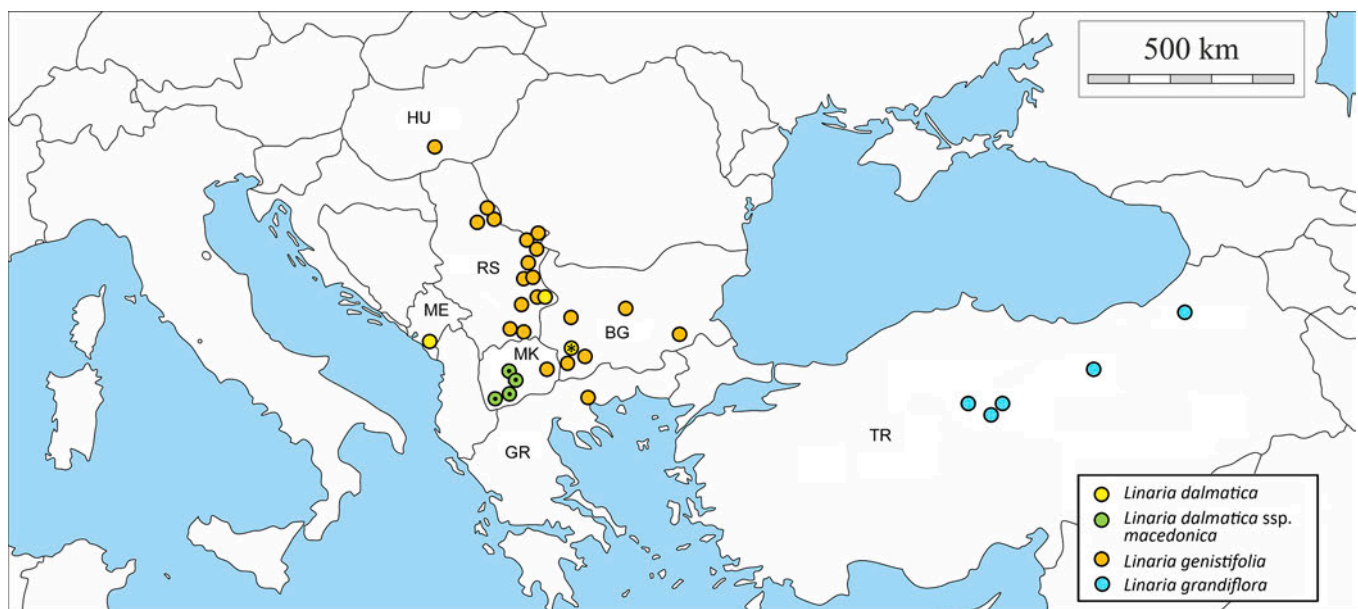 500 km
HU
RS
ME
BG
MK
TR
GR
Linaria dalmatica
Linaria dalmatica ssp.
macedonica
Linaria genistifolia
Linaria grandiflora